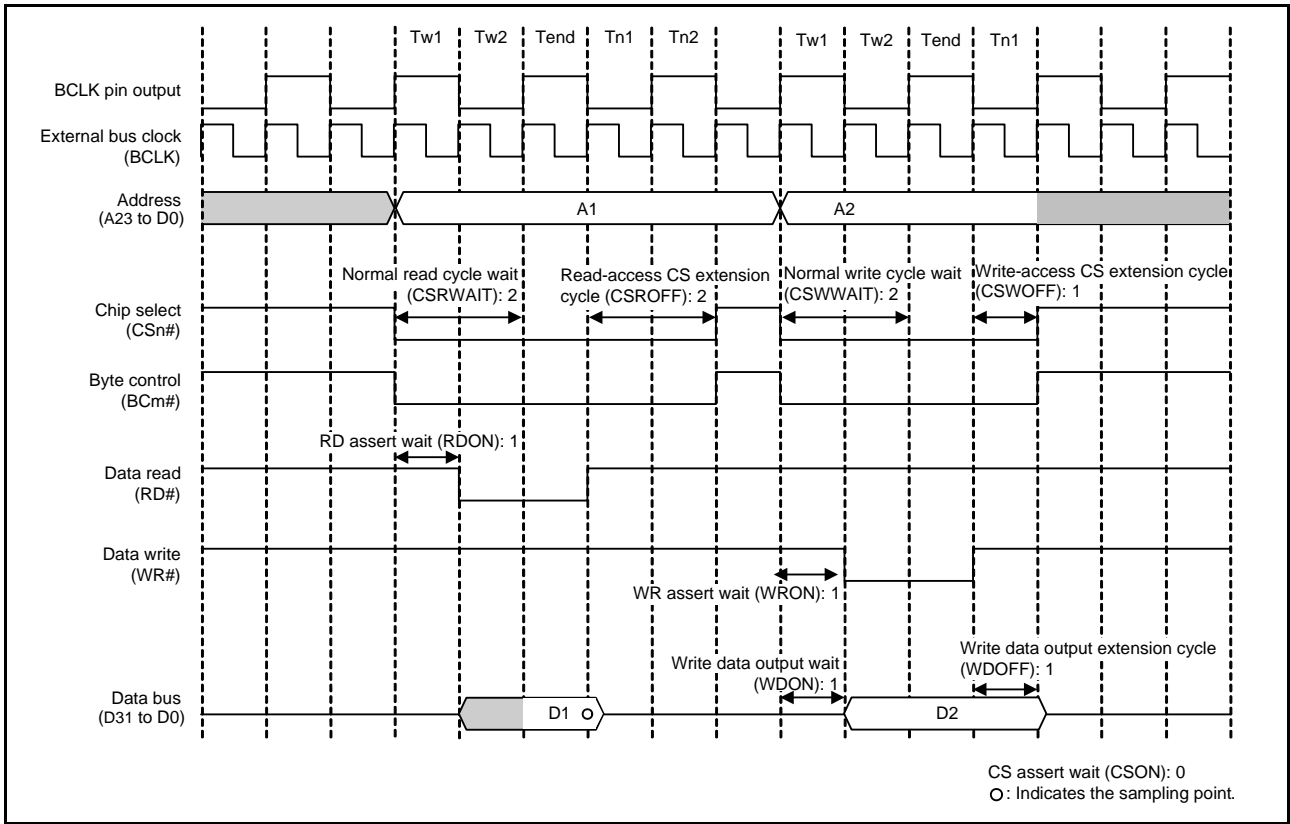 Tw1 Tw2 Tend Tn1 Tn2 Tw1 Tw2 Tend Tn1
BCLK pin output
External bus clock
(BCLK)
Address
(A23 to D0)
A1 A2
Normal read cycle wait
(CSRWAIT): 2
Read-access CS extension
cycle (CSROFF): 2
Normal write cycle wait
(CSWWAIT): 2
Write-access CS extension cycle
(CSWOFF): 1
Chip select
(CSn#)
Byte control
(BCm#)
RD assert wait (RDON): 1
Data read
(RD#)
Data write
(WR#)
WR assert wait (WRON): 1
Write data output wait
(WDON): 1
Write data output extension cycle
(WDOFF): 1
Data bus
(D31 to D0)
D1 D2
CS assert wait (CSON): 0
: Indicates the sampling point.